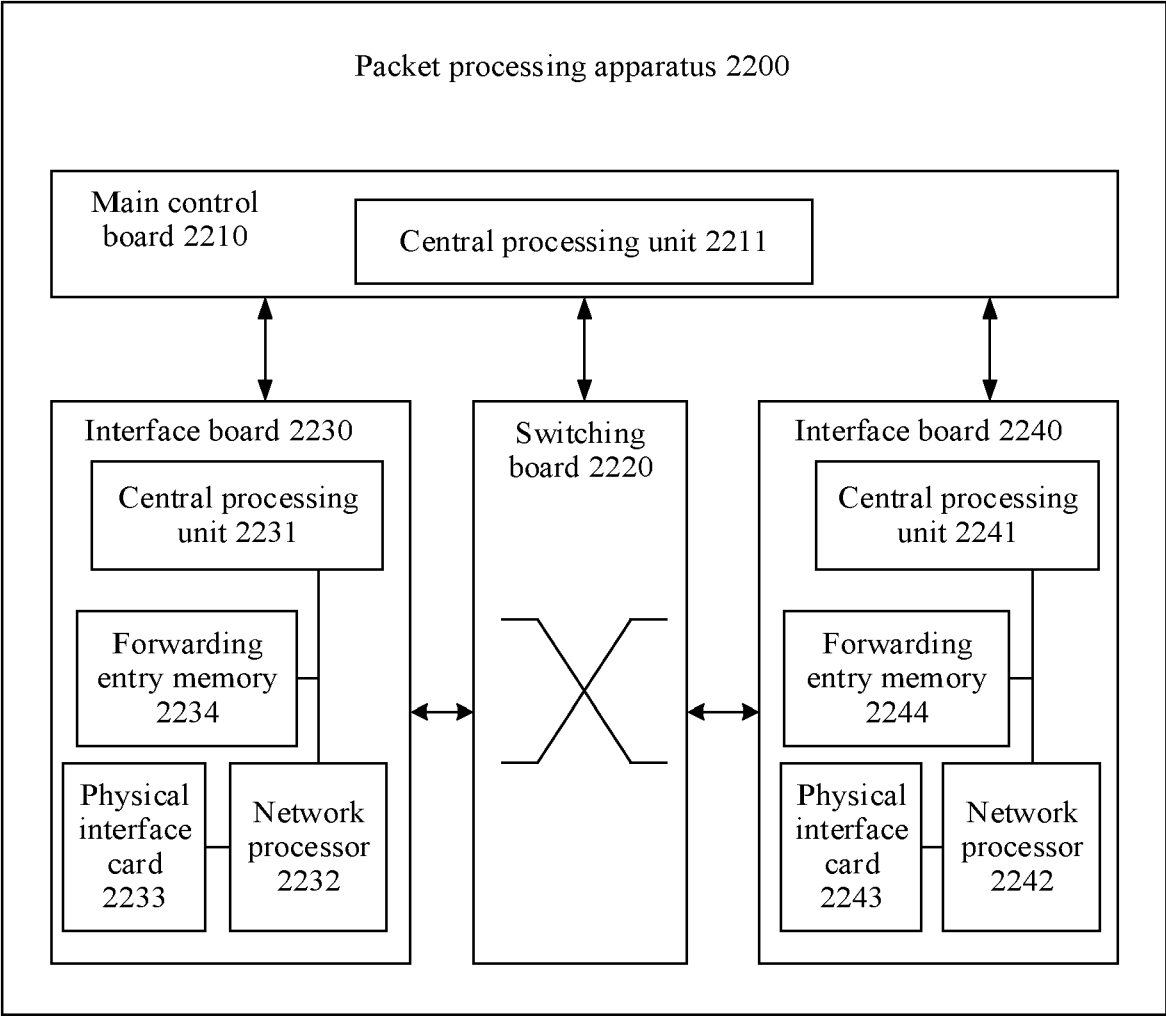 Packet processing apparatus 2200
Main control
board 2210
Central processing unit 2211
Interface board 2230
Central processing
unit 2231
Forwarding
entry memory
2234
Physical
interface
card
2233
Network
processor
2232
Switching
board 2220
Interface board 2240
Central processing
unit 2241
Forwarding
entry memory
2244
Physical
interface
card
2243
Network
processor
2242